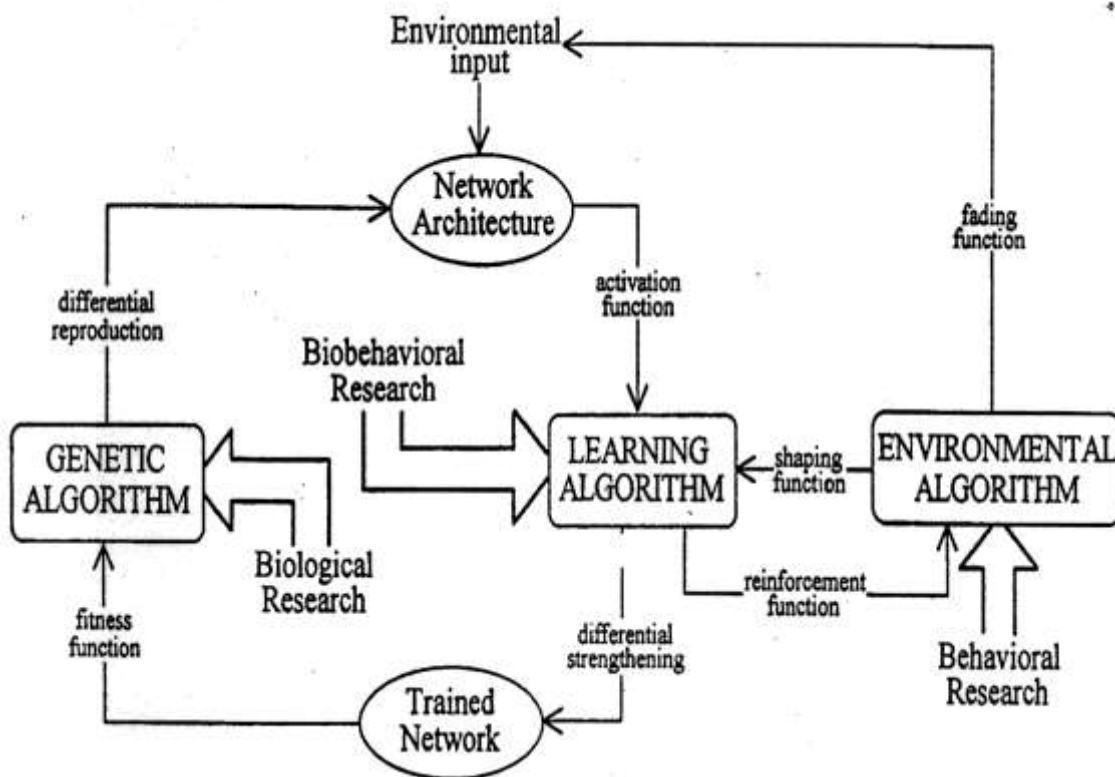 Environmental
input
Network
Architecture
fading
function
activation
function
differential
reproduction
Biobehavioral
Research
GENETIC
ALGORITHM
LEARNING
ALGORITHM
shaping
function
ENVIRONMENTAL
ALGORITHM
Biological
Research
reinforcement
function
fitness
function
differential
strengthening
Behavioral
Research
Trained
Network